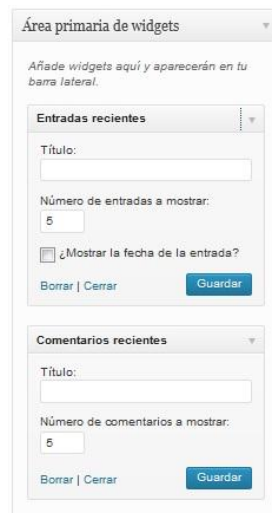 Área primaria de widgets
Añade widgets aquí y aparecerán en tu
barra lateral.
Entradas recientes
Título:
Número de entradas a mostrar:
5
¿Mostrar la fecha de la entrada?
Borrar | Cerrar
Guardar
Comentarios recientes
Título:
Número de comentarios a mostrar:
5
Borrar | Cerrar
Guardar